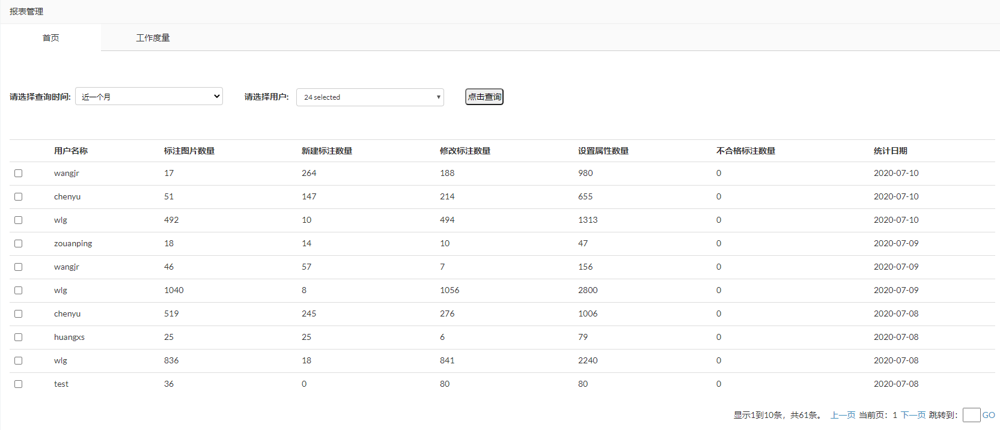 报表管理
首页 工作度量
请选择查询时间: 近一个月 请选择用户: 24 selected 点击查询
用户名称 标注图片数量 新建标注数量 修改标注数量 设置属性数量 不合格标注数量 统计日期
wangjr 17 264 188 980 0 2020-07-10
chenyu 51 147 214 655 0 2020-07-10
wlg 492 10 494 1313 0 2020-07-10
zouanping 18 14 10 47 0 2020-07-09
wangjr 46 57 7 156 0 2020-07-09
wlg 1040 8 1056 2800 0 2020-07-09
chenyu 519 245 276 1006 0 2020-07-08
huangxs 25 25 6 79 0 2020-07-08
wlg 836 18 841 2240 0 2020-07-08
test 36 0 80 80 0 2020-07-08
显示1到10条，共61条。 上一页 当前页：1 下一页 跳转到： GO